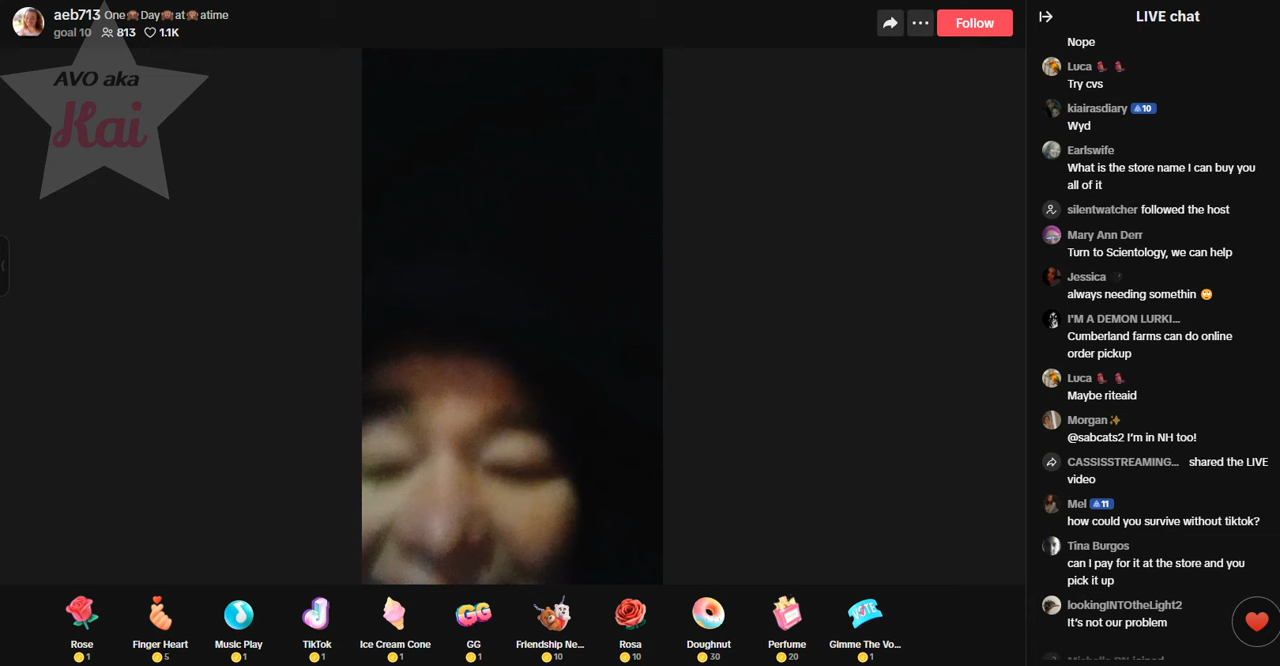 aeb713 One🙈Day🙈at🙈atime
goal 10 813 1.1K
Follow
AVO aka
Kai
LIVE chat
Nope
Luca
Try cvs
kiairasdiary 10
Wyd
Earlswife
What is the store name I can buy you
all of it
silentwatcher followed the host
Mary Ann Derr
Turn to Scientology, we can help
Jessica
always needing somethin 🙄
I'M A DEMON LURKI...
Cumberland farms can do online
order pickup
Luca
Maybe riteaid
Morgan✨
@sabcats2 I'm in NH too!
CASSISSTREAMING... shared the LIVE
video
Mel 11
how could you survive without tiktok?
Tina Burgos
can I pay for it at the store and you
pick it up
lookingINTOtheLight2
It's not our problem
Rose Finger Heart Music Play TikTok Ice Cream Cone GG Friendship Ne... Rosa Doughnut Perfume GImme The Vo...
1 5 1 1 1 1 10 10 30 20 1